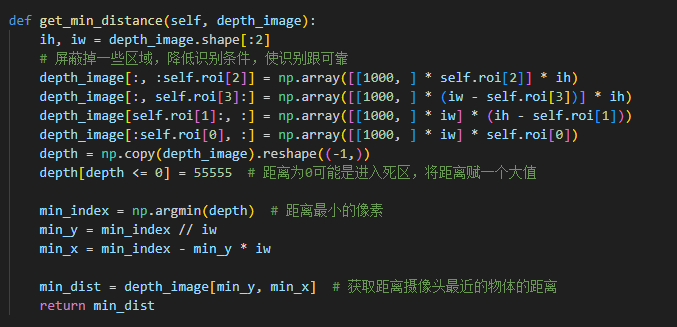 def get_min_distance(self, depth_image):
    ih, iw = depth_image.shape[:2]
    # 屏蔽掉一些区域，降低识别条件，使识别跟可靠
    depth_image[:, :self.roi[2]] = np.array([[1000, ] * self.roi[2]] * ih)
    depth_image[:, self.roi[3]:] = np.array([[1000, ] * (iw - self.roi[3])] * ih)
    depth_image[self.roi[1]:, :] = np.array([[1000, ] * iw] * (ih - self.roi[1]))
    depth_image[:self.roi[0], :] = np.array([[1000, ] * iw] * self.roi[0])
    depth = np.copy(depth_image).reshape((-1,))
    depth[depth <= 0] = 55555  # 距离为0可能是进入死区，将距离赋一个大值
    min_index = np.argmin(depth)  # 距离最小的像素
    min_y = min_index // iw
    min_x = min_index - min_y * iw
    min_dist = depth_image[min_y, min_x]  # 获取距离摄像头最近的物体的距离
    return min_dist